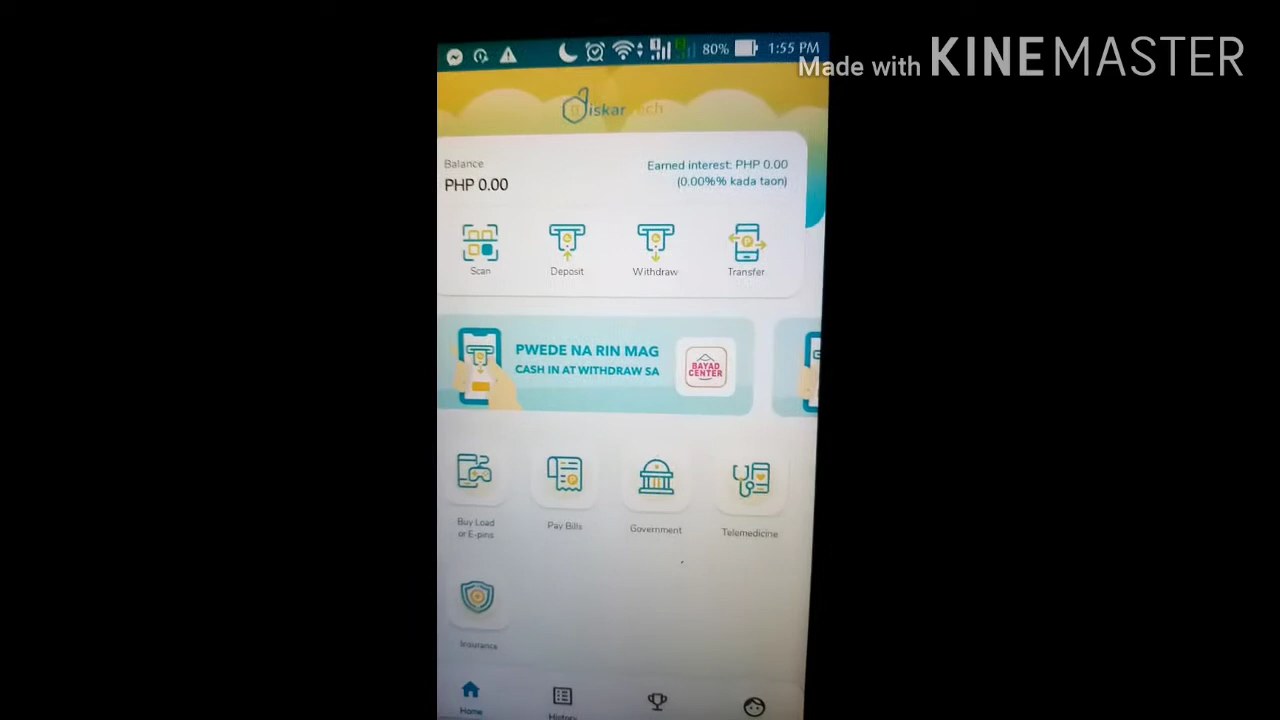 80% 1:55 PM
Made with KINEMASTER
diskartech
Balance
PHP 0.00
Earned interest: PHP 0.00
(0.00%% kada taon)
Scan
Deposit
Withdraw
Transfer
PWEDE NA RIN MAG
CASH IN AT WITHDRAW SA
BAYAD
CENTER
Buy Load
or E-pins
Pay Bills
Government
Telemedicine
Insurance
Home
History